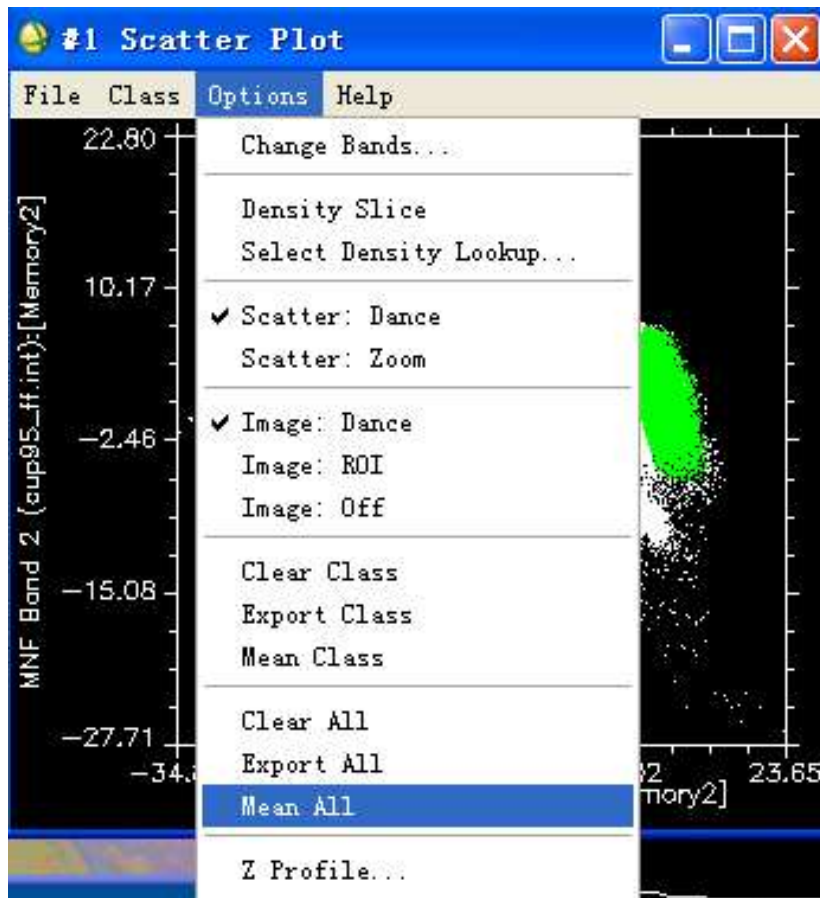 #1 Scatter Plot
File Class Options Help
Change Bands...
Density Slice
Select Density Lookup...
✔ Scatter: Dance
Scatter: Zoom
✔ Image: Dance
Image: ROI
Image: Off
Clear Class
Export Class
Mean Class
Clear All
Export All
Mean All
Z Profile...
22.80
10.17
-2.46
-15.08
-27.71
MNF Band 2 (cup95_ff.int):[Memory2]
23.65